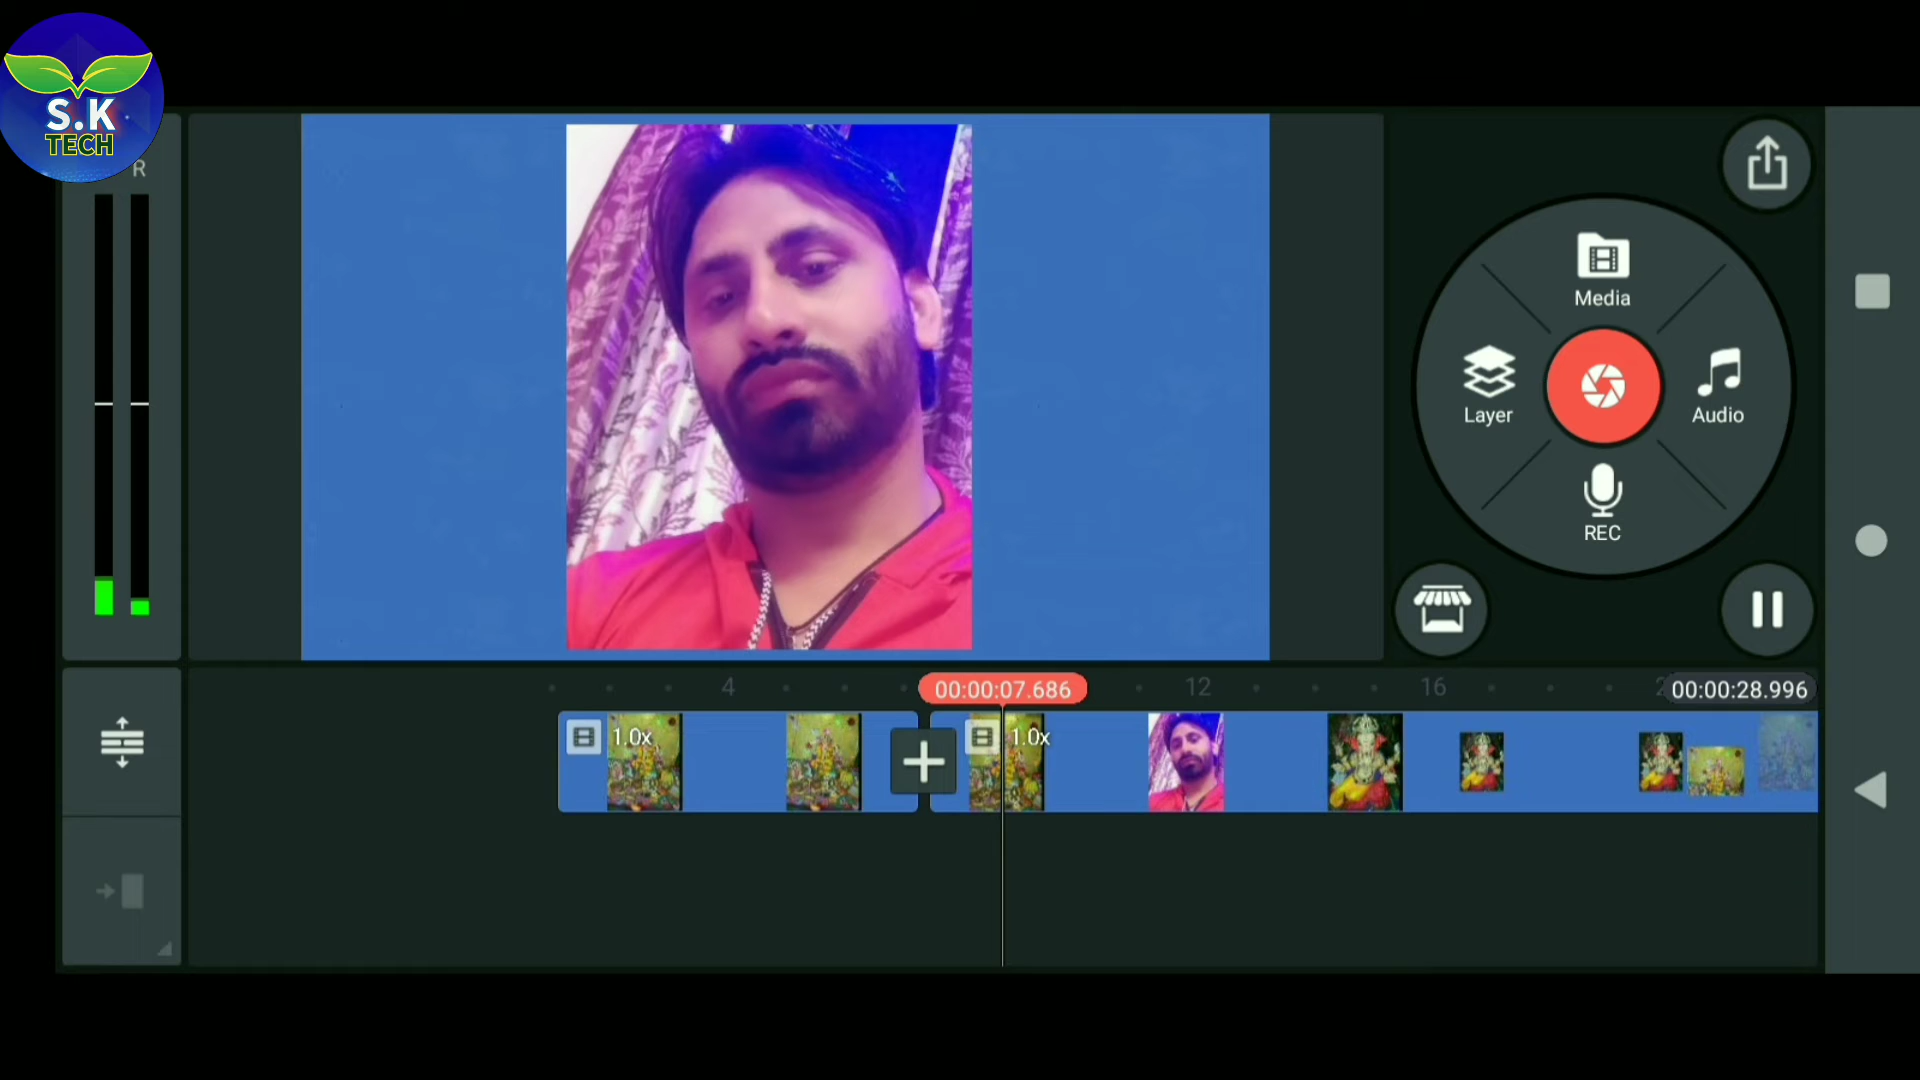 S.K
TECH
R
Media
Layer
Audio
REC
4
00:00:07.686
12
16
00:00:28.996
1.0x
1.0x